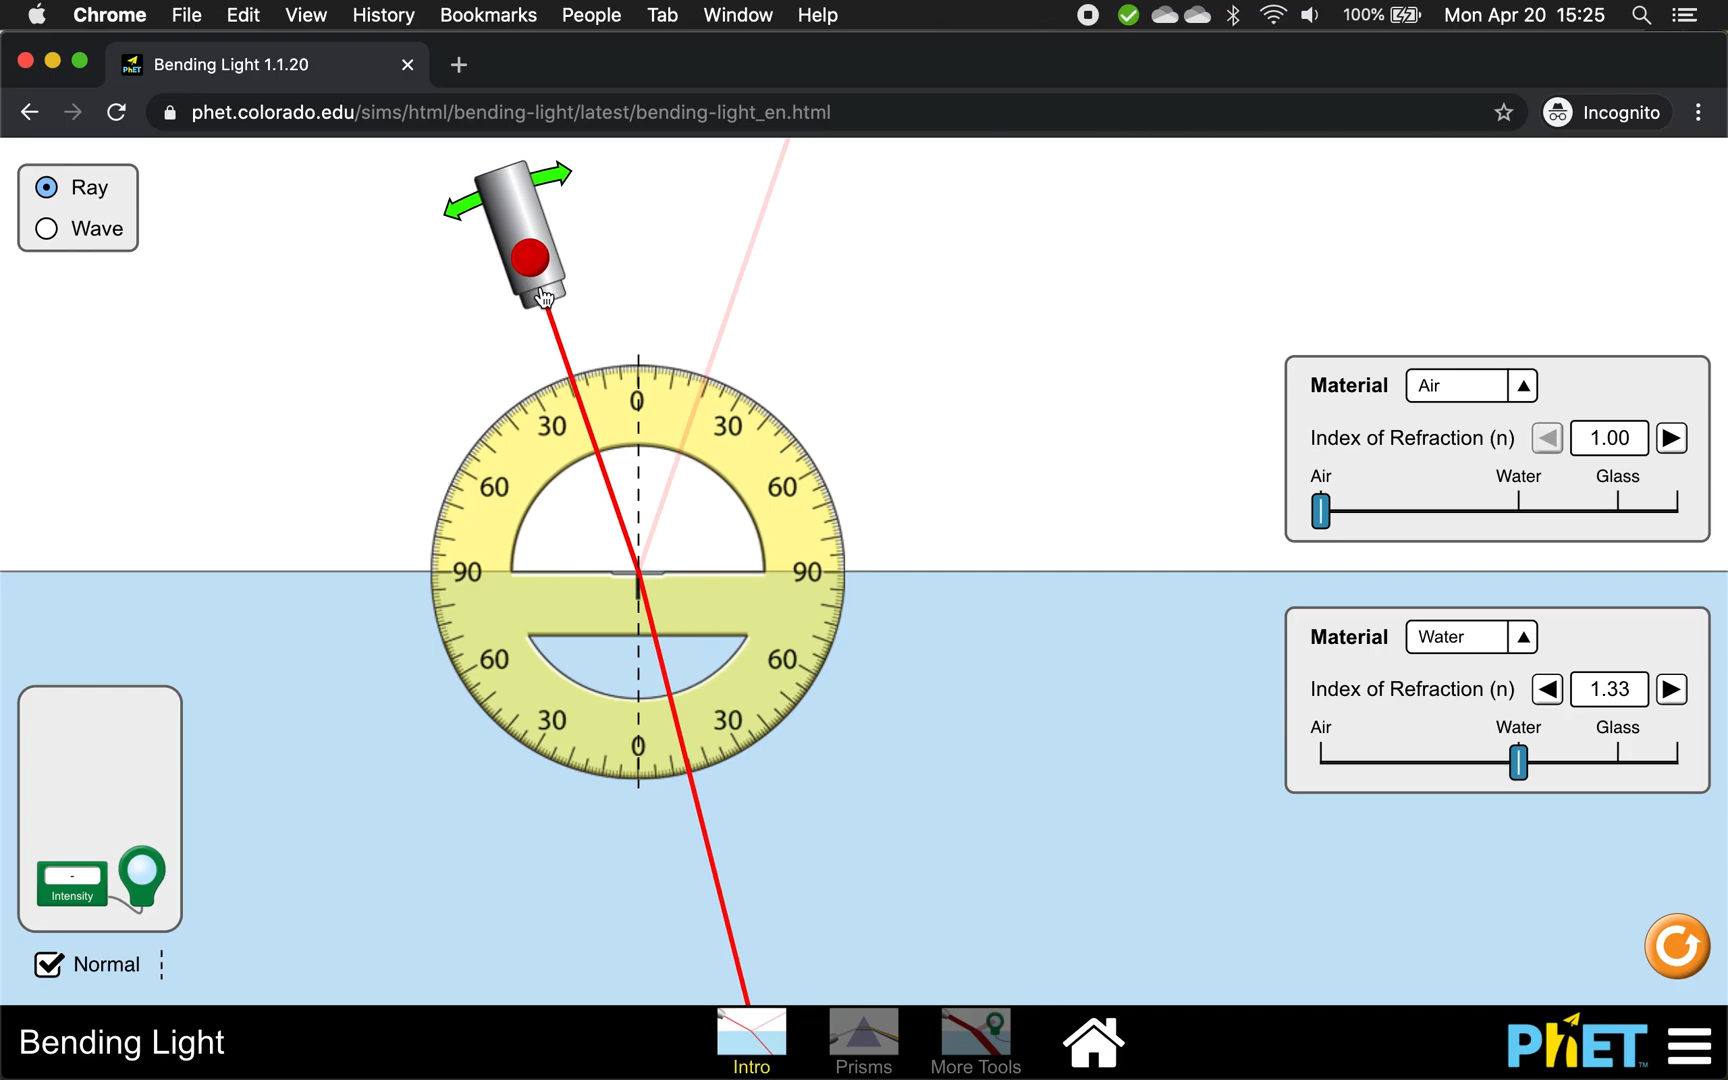 Chrome File Edit View History Bookmarks People Tab Window Help 100% Mon Apr 20 15:25
PhET Bending Light 1.1.20
phet.colorado.edu/sims/html/bending-light/latest/bending-light_en.html Incognito
Ray
Wave
0
30 30
60 60
90 90
60 60
30 30
0
Material Air
Index of Refraction (n) 1.00
Air Water Glass
Material Water
Index of Refraction (n) 1.33
Air Water Glass
-
Intensity
Normal
Bending Light
Intro Prisms More Tools
PhET